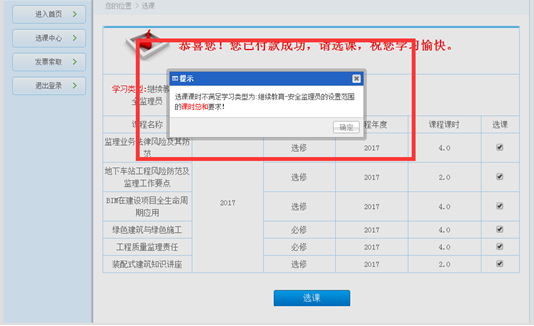 您的位置 > 选课
进入首页
选课中心
发票索取
退出登录
恭喜您！您已付款成功，请选课，祝您学习愉快。
提示
选课课时不满足学习类型为:继续教育-安全监理员的设置范围
的课时总和要求!
确定
学习类型:继续教
全监理员
课程名称
程年度
课程课时
选课
监理业务法律风险及其防
范
选修
2017
4.0
地下车站工程风险防范及
监理工作要点
选修
2017
2.0
BIM在建设项目全生命周
期应用
2017
选修
2017
4.0
绿色建筑与绿色施工
必修
2017
4.0
工程质量监理责任
必修
2017
4.0
装配式建筑知识讲座
选修
2017
2.0
选课